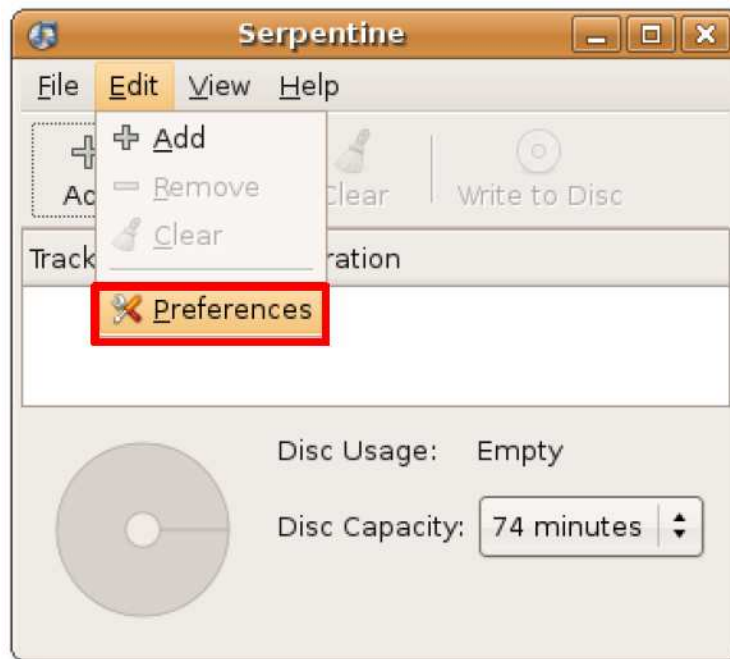 Serpentine
File Edit View Help
Add
Remove
Clear
Preferences
Ad
Clear
Write to Disc
Track
ration
Disc Usage: Empty
Disc Capacity: 74 minutes